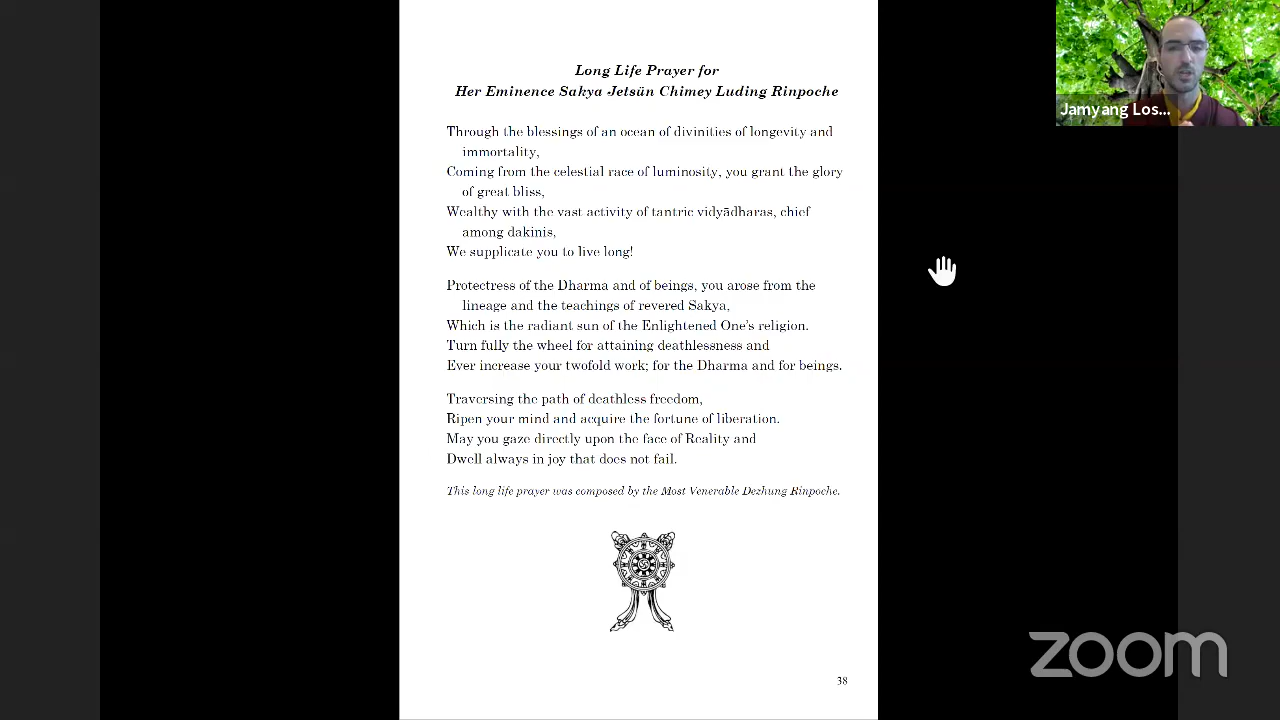 Long Life Prayer for
Her Eminence Sakya Jetsün Chimey Luding Rinpoche
Through the blessings of an ocean of divinities of longevity and
immortality,
Coming from the celestial race of luminosity, you grant the glory
of great bliss,
Wealthy with the vast activity of tantric vidyādharas, chief
among dakinis,
We supplicate you to live long!
Protectress of the Dharma and of beings, you arose from the
lineage and the teachings of revered Sakya,
Which is the radiant sun of the Enlightened One's religion.
Turn fully the wheel for attaining deathlessness and
Ever increase your twofold work; for the Dharma and for beings.
Traversing the path of deathless freedom,
Ripen your mind and acquire the fortune of liberation.
May you gaze directly upon the face of Reality and
Dwell always in joy that does not fail.
This long life prayer was composed by the Most Venerable Dezhung Rinpoche.
38
Jamyang Los...
zoom